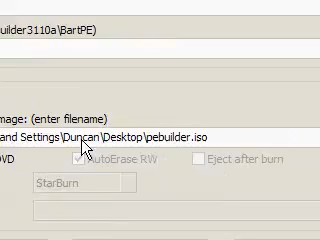 uilder3110a\BartPE)
mage: (enter filename)
and Settings\Duncan\Desktop\pebuilder.iso
VD
AutoErase RW
Eject after burn
StarBurn